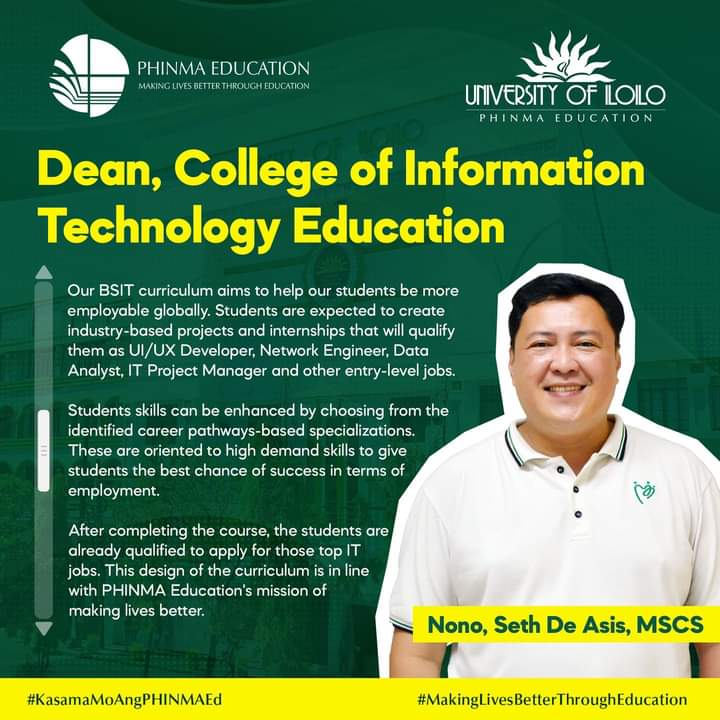 PHINMA EDUCATION
MAKING LIVES BETTER THROUGH EDUCATION
UNIVERSITY OF ILOILO
PHINMA EDUCATION
Dean, College of Information
Technology Education
Our BSIT curriculum aims to help our students be more
employable globally. Students are expected to create
industry-based projects and internships that will qualify
them as UI/UX Developer, Network Engineer, Data
Analyst, IT Project Manager and other entry-level jobs.
Students skills can be enhanced by choosing from the
identified career pathways-based specializations.
These are oriented to high demand skills to give
students the best chance of success in terms of
employment.
After completing the course, the students are
already qualified to apply for those top IT
jobs. This design of the curriculum is in line
with PHINMA Education's mission of
making lives better.
Nono, Seth De Asis, MSCS
#KasamaMoAngPHINMAEd
#MakingLivesBetterThroughEducation